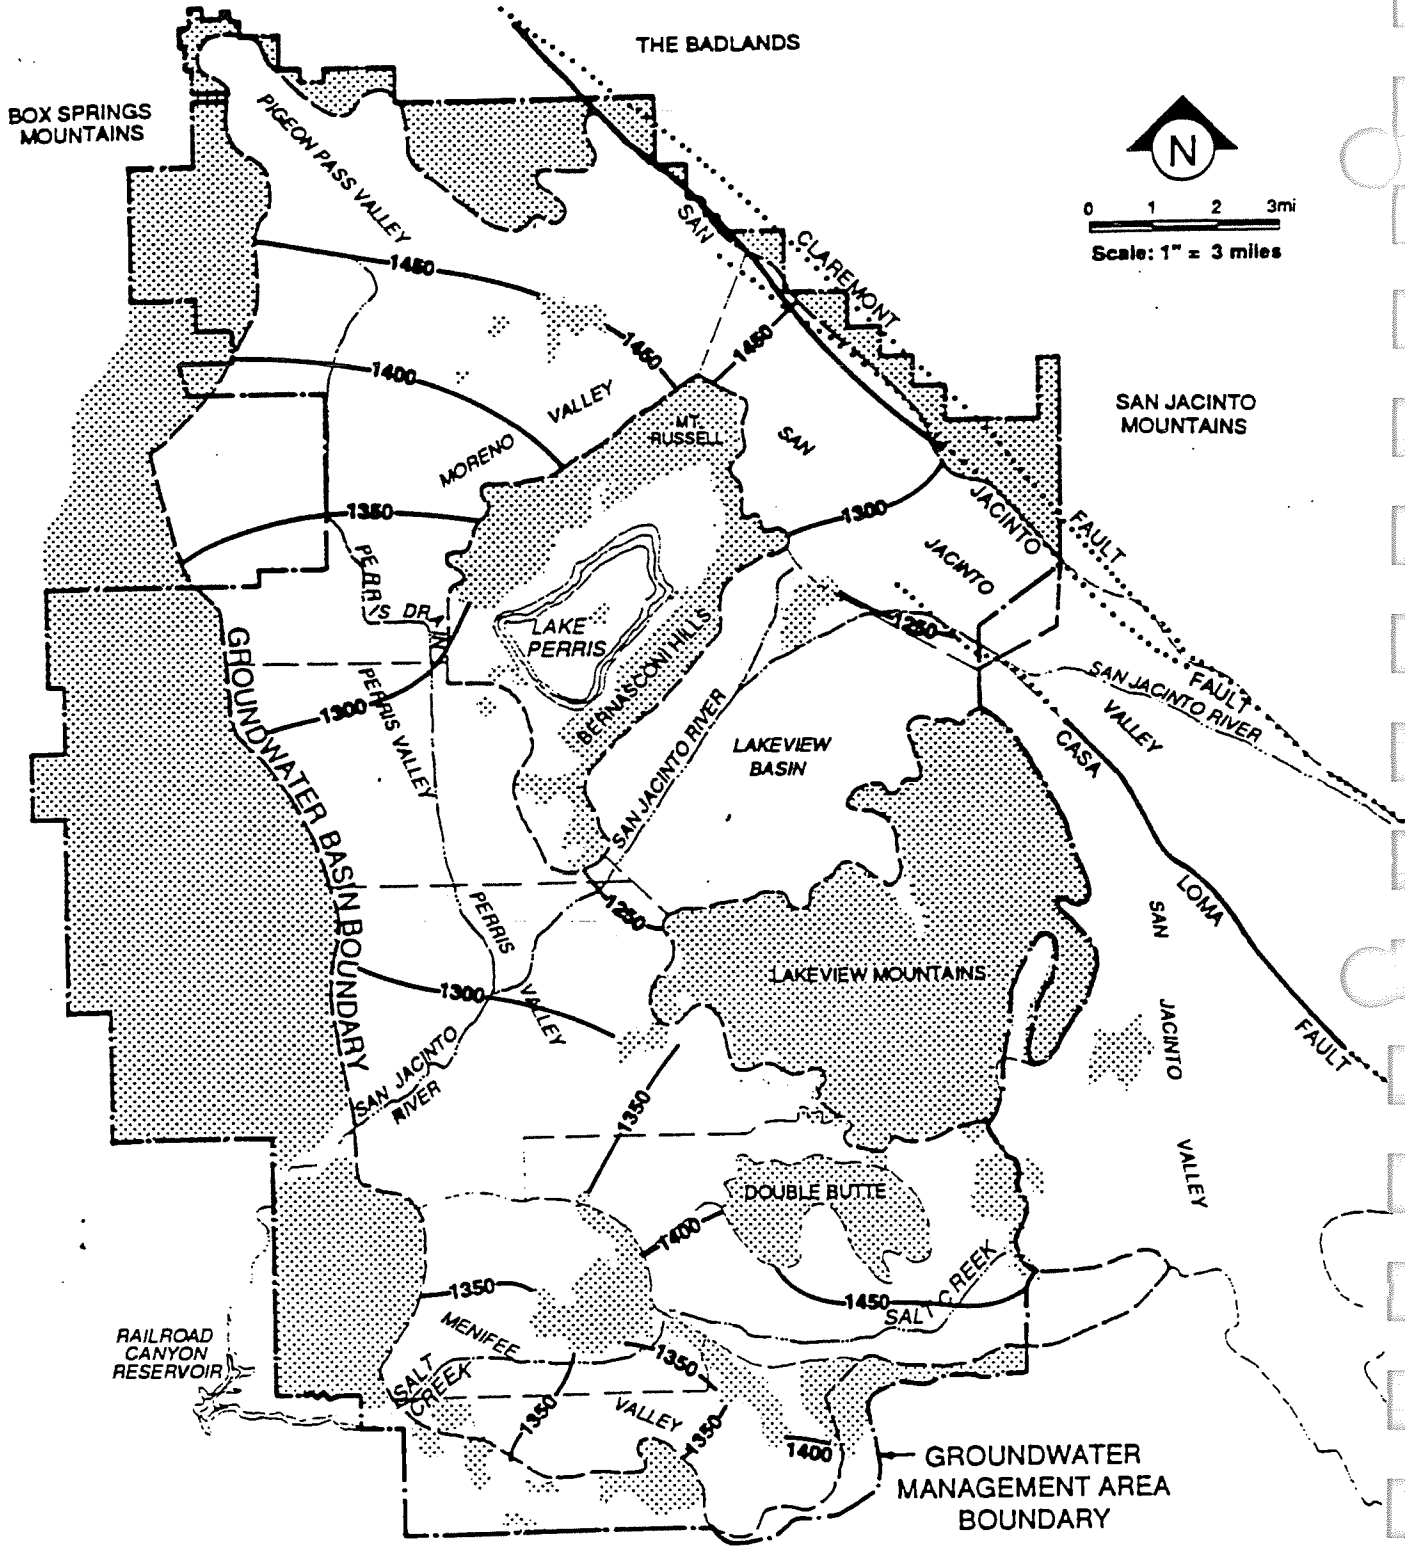 THE BADLANDS
BOX SPRINGS
MOUNTAINS
PIGEON PASS VALLEY
N
0 1 2 3mi
Scale: 1" = 3 miles
SAN
CLAREMONT
1450
1450
1450
1400
VALLEY
MORENO
MT.
RUSSELL
SAN
SAN JACINTO
MOUNTAINS
1350
1300
JACINTO
FAULT
JACINTO
PERRIS DRAIN
LAKE
PERRIS
BERNASCONI HILLS
1250
GROUNDWATER BASIN BOUNDARY
PERRIS VALLEY
1300
SAN JACINTO RIVER
LAKEVIEW
BASIN
SAN JACINTO RIVER
FAULT
VALLEY
CASA
LOMA
FAULT
PERRIS
VALLEY
1250
SAN
JACINTO
VALLEY
LAKEVIEW MOUNTAINS
1300
SAN JACINTO
RIVER
1350
DOUBLE BUTTE
1400
1350
1450
SALT CREEK
MENIFEE
VALLEY
RAILROAD
CANYON
RESERVOIR
SALT
CREEK
1350
1350
1350
1400
GROUNDWATER
MANAGEMENT AREA
BOUNDARY